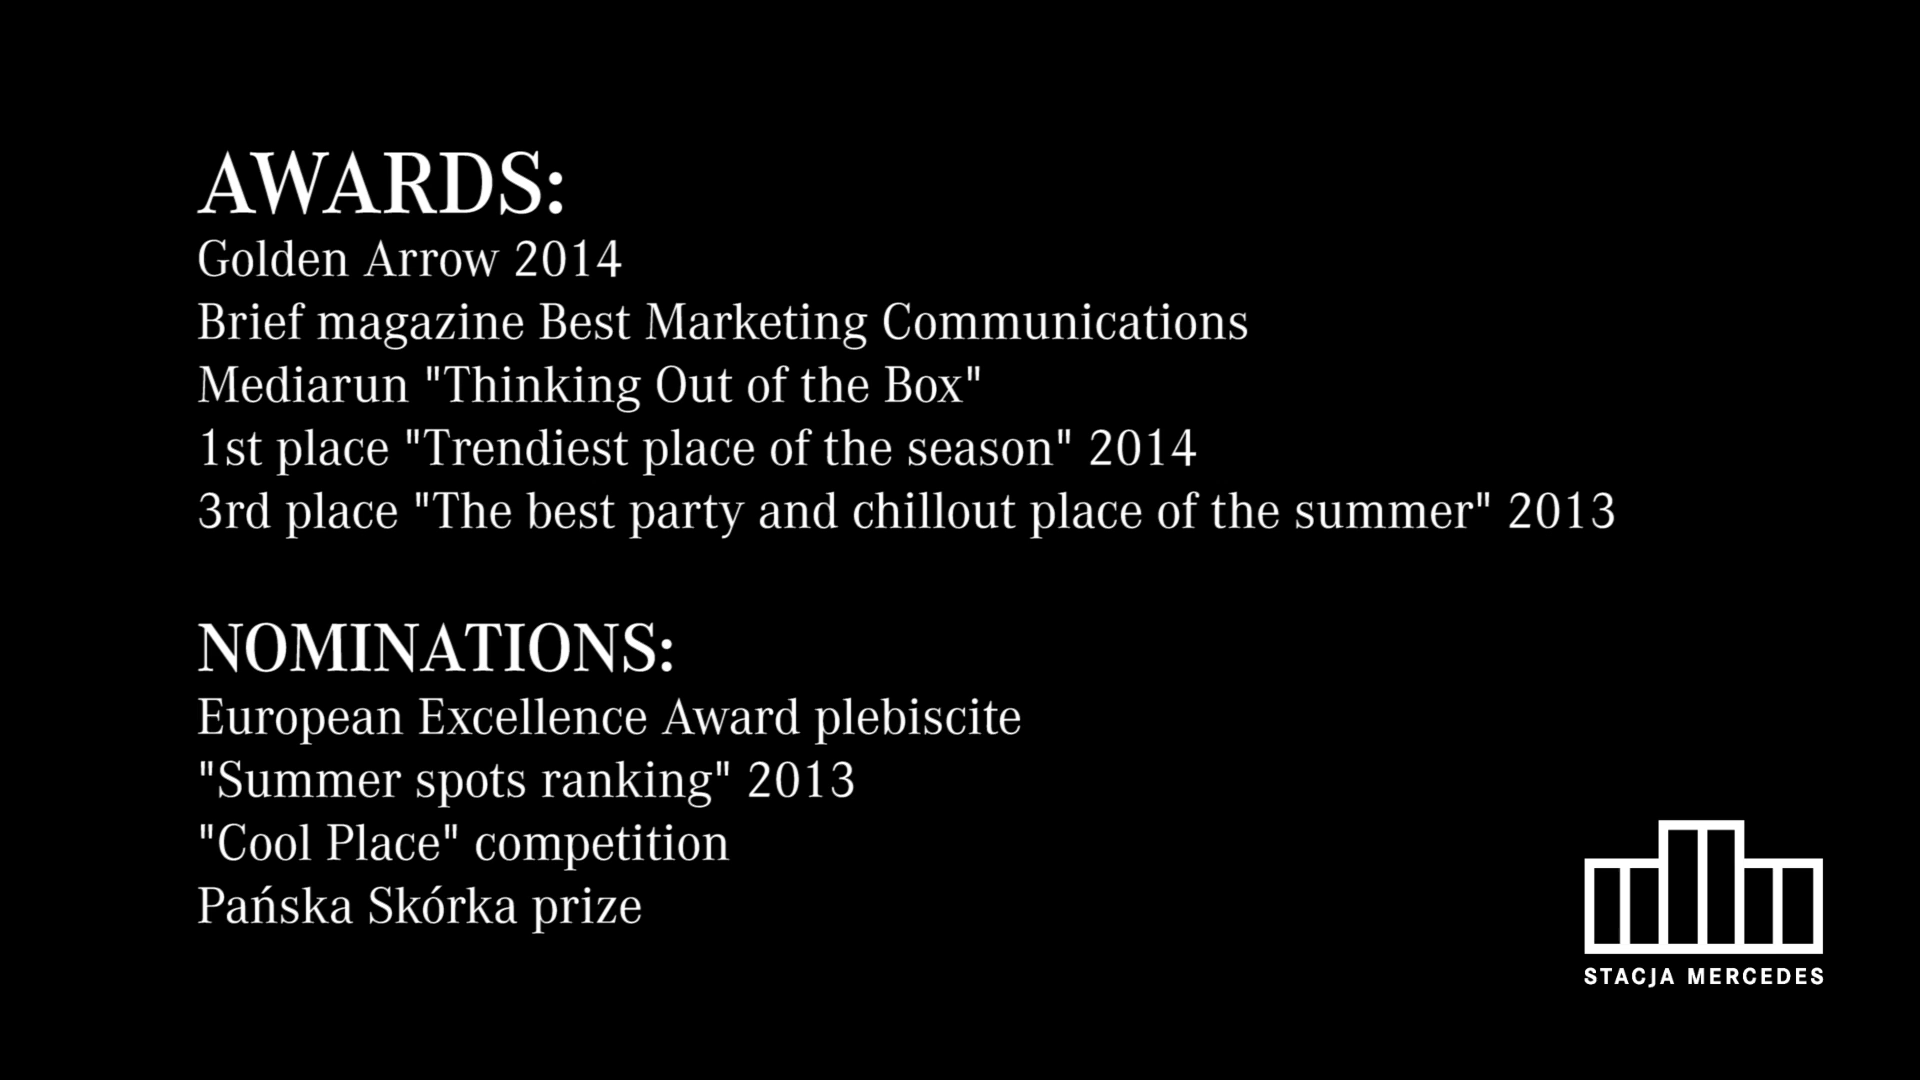 AWARDS:
Golden Arrow 2014
Brief magazine Best Marketing Communications
Mediarun "Thinking Out of the Box"
1st place "Trendiest place of the season" 2014
3rd place "The best party and chillout place of the summer" 2013
NOMINATIONS:
European Excellence Award plebiscite
"Summer spots ranking" 2013
"Cool Place" competition
Pańska Skórka prize
STACJA MERCEDES